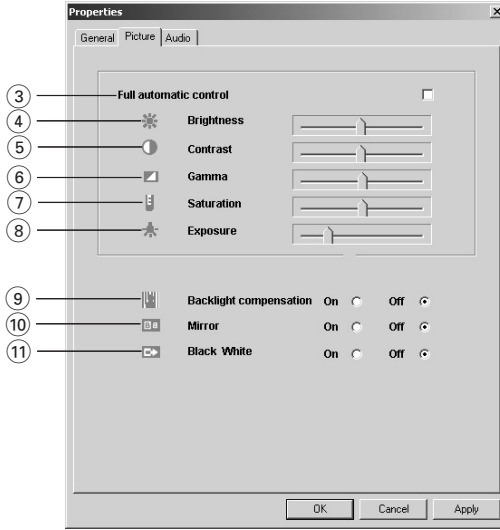 Properties
General Picture Audio
③ Full automatic control
④ Brightness
⑤ Contrast
⑥ Gamma
⑦ Saturation
⑧ Exposure
⑨ Backlight compensation On Off
⑩ Mirror On Off
⑪ Black White On Off
OK Cancel Apply